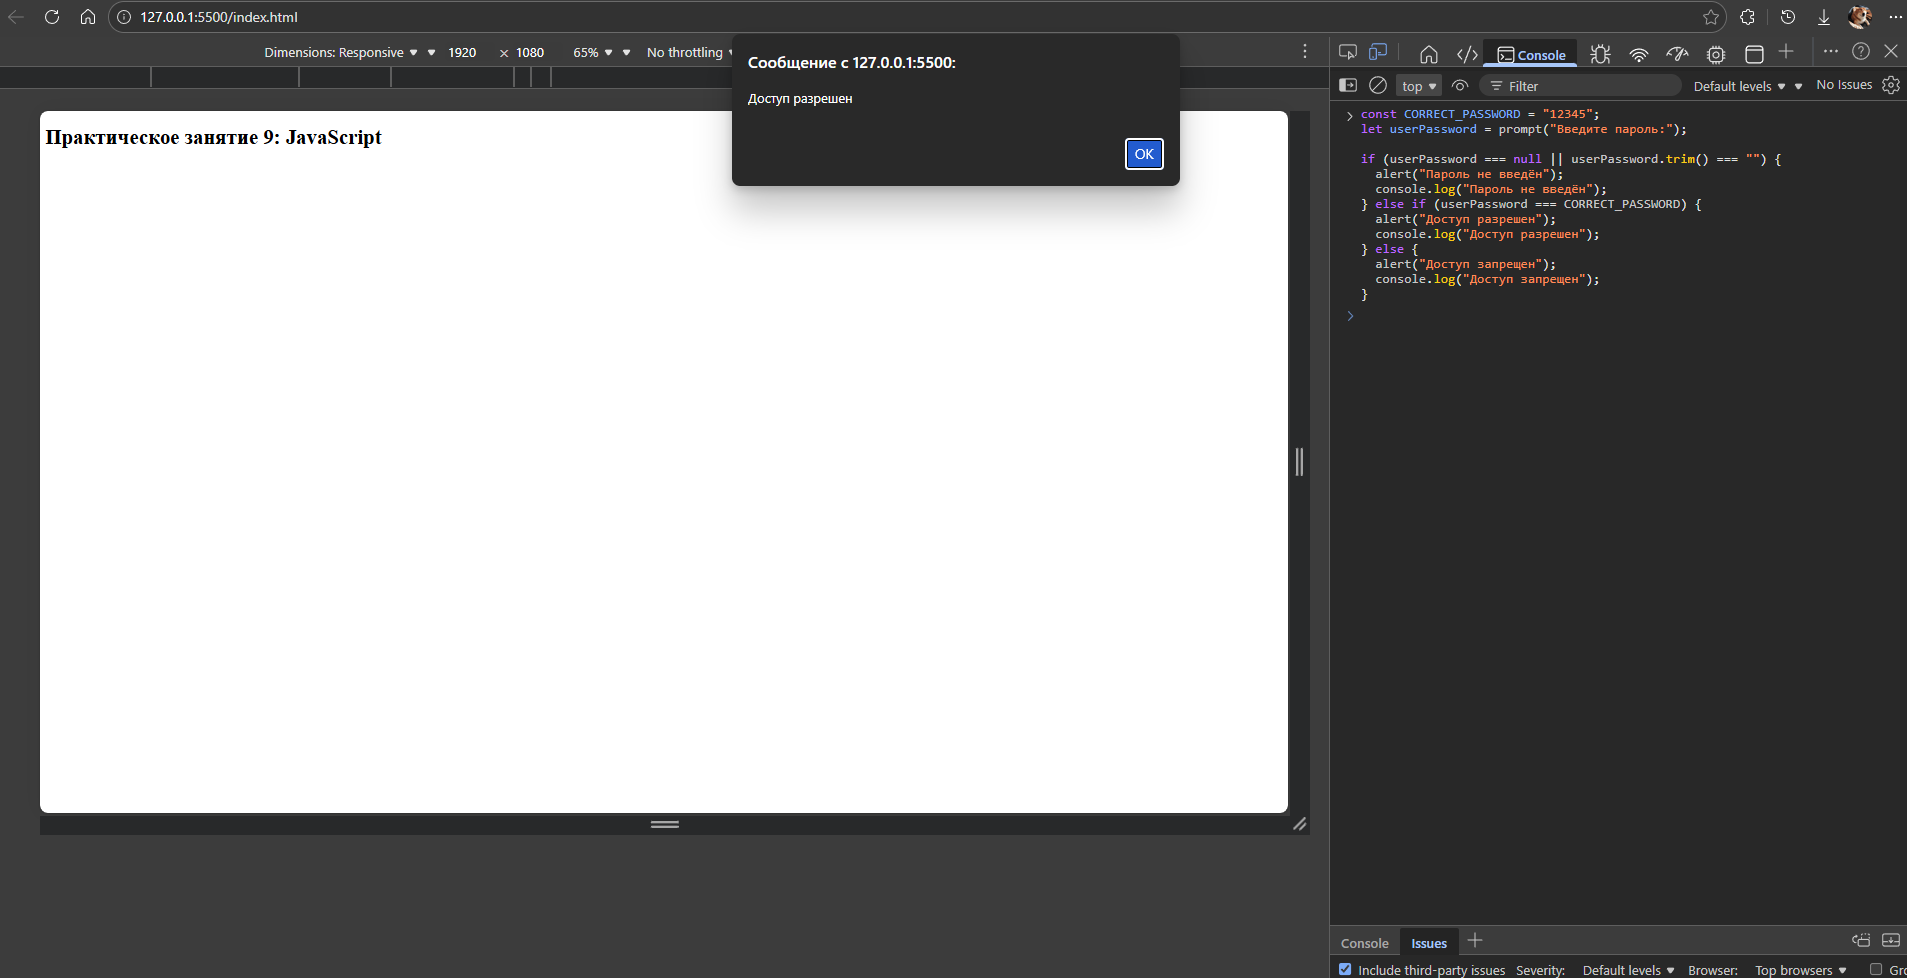 127.0.0.1:5500/index.html
Dimensions: Responsive 1920 × 1080 65% No throttling
Сообщение с 127.0.0.1:5500:
Доступ разрешен
OK
Практическое занятие 9: JavaScript
Console
top Filter Default levels No Issues
const CORRECT_PASSWORD = "12345";
let userPassword = prompt("Введите пароль:");
if (userPassword === null || userPassword.trim() === "") {
  alert("Пароль не введён");
  console.log("Пароль не введён");
} else if (userPassword === CORRECT_PASSWORD) {
  alert("Доступ разрешен");
  console.log("Доступ разрешен");
} else {
  alert("Доступ запрещен");
  console.log("Доступ запрещен");
}
Console Issues
Include third-party issues Severity: Default levels Browser: Top browsers Gro